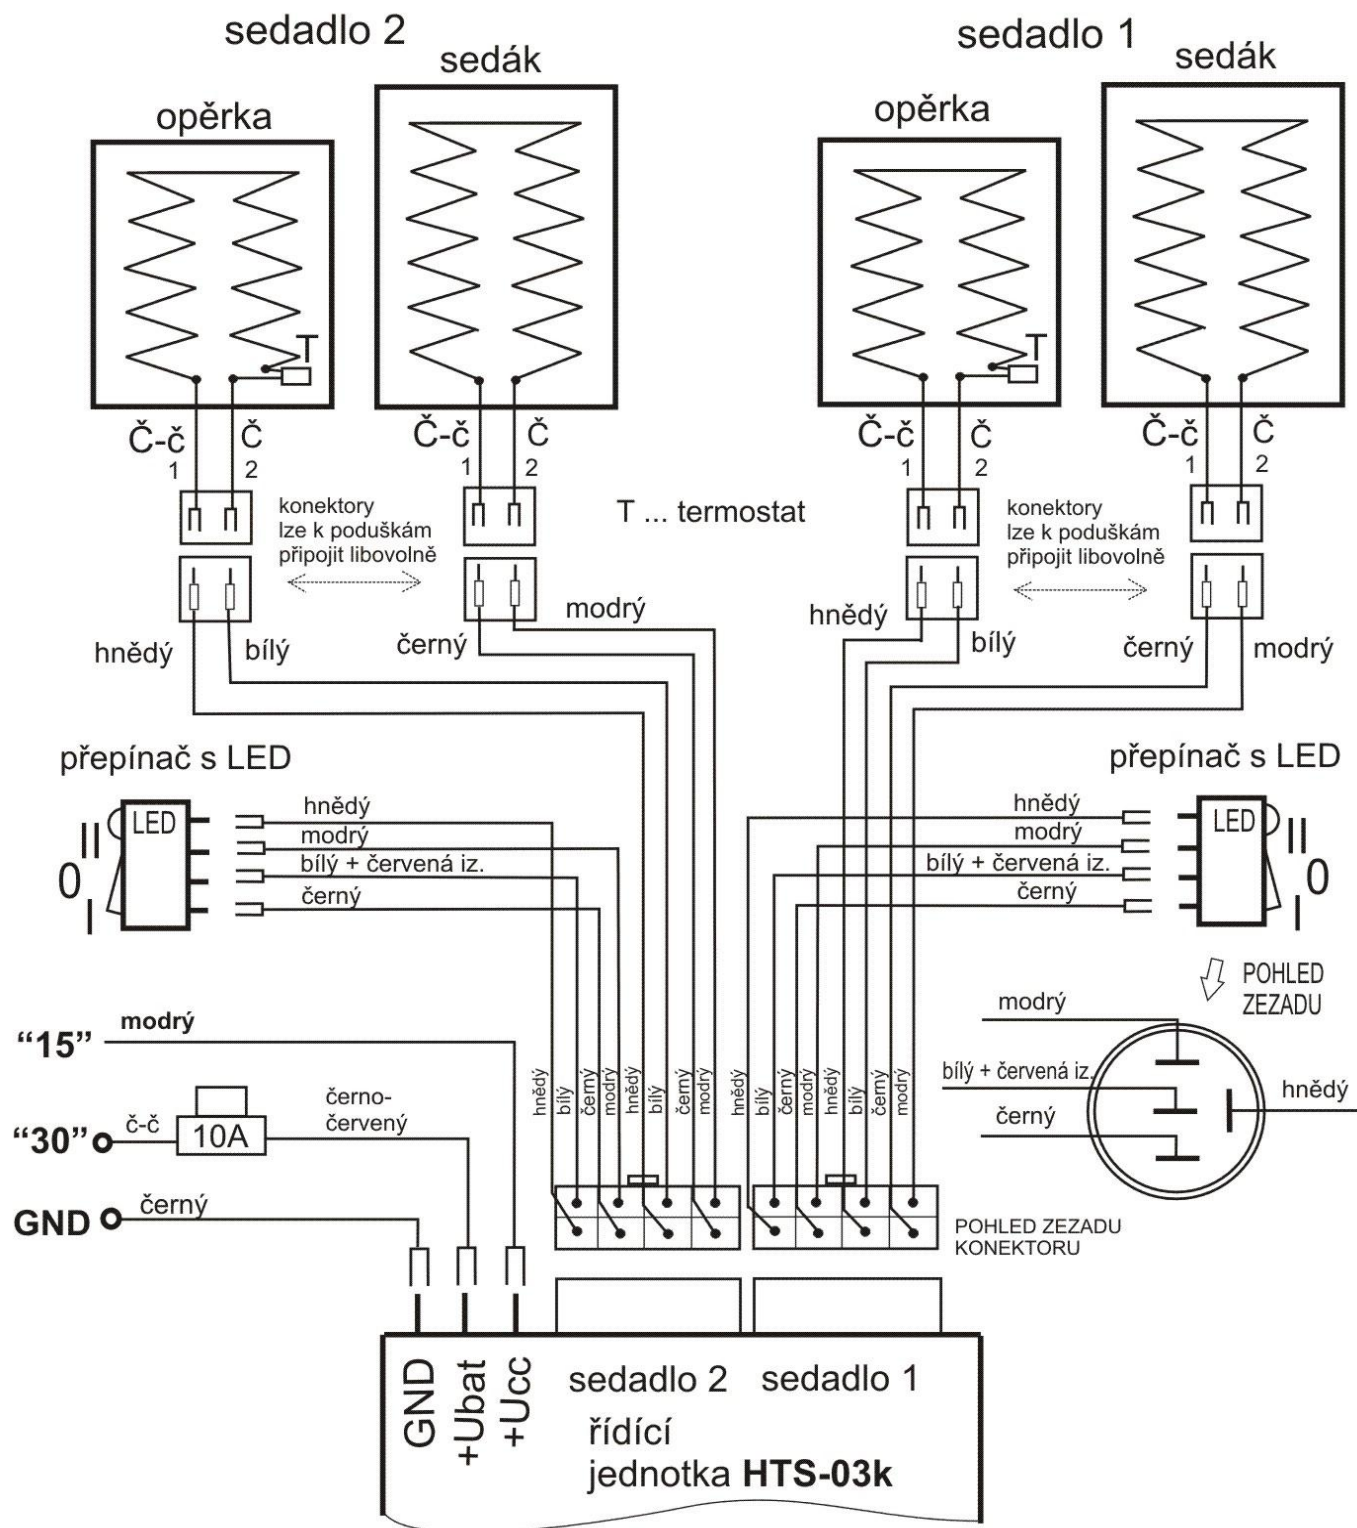 sedadlo 2
sedák
opěrka
T
Č-č
1
Č
2
Č-č
1
Č
2
konektory
lze k poduškám
připojit libovolně
hnědý
bílý
černý
modrý
T ... termostat
sedadlo 1
sedák
opěrka
T
Č-č
1
Č
2
Č-č
1
Č
2
konektory
lze k poduškám
připojit libovolně
hnědý
bílý
černý
modrý
přepínač s LED
LED
II
0
I
hnědý
modrý
bílý + červená iz.
černý
přepínač s LED
hnědý
modrý
bílý + červená iz.
černý
LED
II
0
I
POHLED
ZEZADU
modrý
bílý + červená iz.
černý
hnědý
“15”
modrý
“30”
č-č
10A
černo-
červený
GND
černý
hnědý
bílý
černý
modrý
hnědý
bílý
černý
modrý
hnědý
bílý
černý
modrý
hnědý
bílý
černý
modrý
POHLED ZEZADU
KONEKTORU
GND
+Ubat
+Ucc
sedadlo 2
sedadlo 1
řídící
jednotka HTS-03k